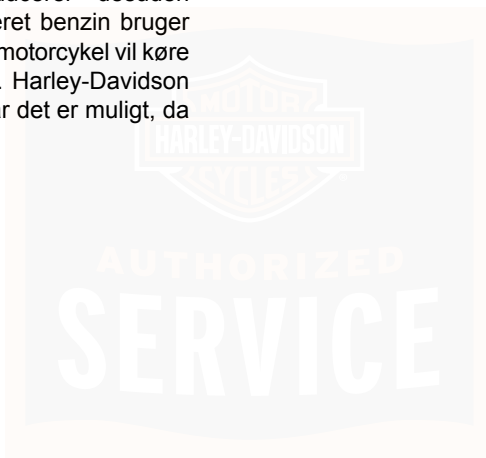 eret benzin bruger
motorcykel vil køre
. Harley-Davidson
r det er muligt, da
MOTOR
HARLEY-DAVIDSON
CYCLES
AUTHORIZED
SERVICE